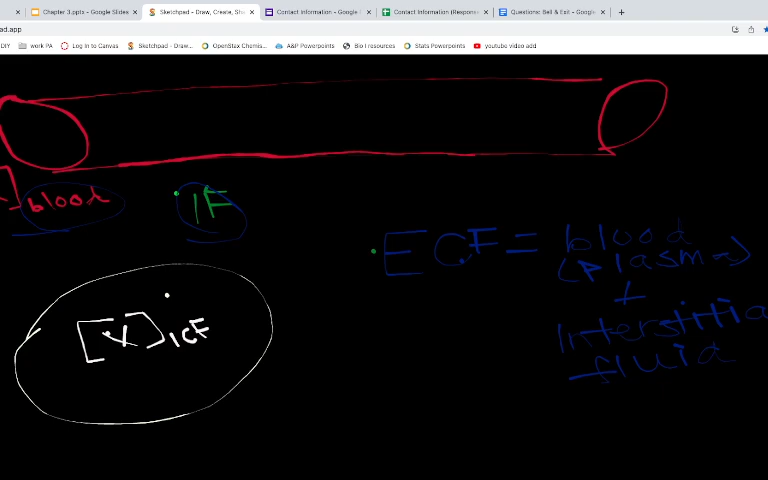 Chapter 3.pptx - Google Slides
Sketchpad - Draw, Create, Sha
Contact Information - Google
Contact Information (Respons
Questions: Bell & Exit - Google
ad.app
DIY
work PA
Log In to Canvas
Sketchpad - Draw...
OpenStax Chemis...
A&P Powerpoints
Bio I resources
Stats Powerpoints
youtube video add
blood
IF
ECF = blood
(Plasma)
+
Interstitia
fluid
ICF